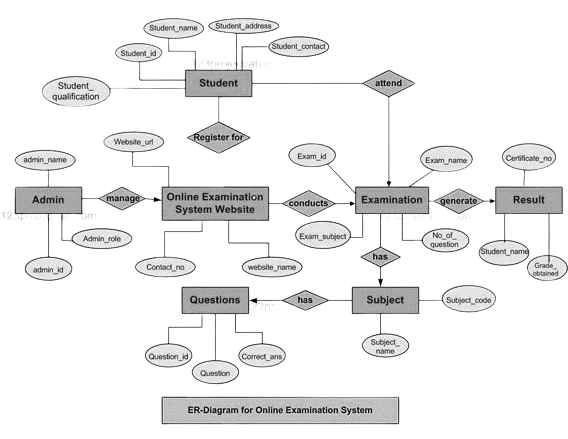 Student_name
Student_address
Student_id
Student_contact
Student
attend
Student_
qualification
Register for
Website_url
Exam_id
Exam_name
Certificate_no
admin_name
Admin
manage
Online Examination
System Website
conducts
Examination
generate
Result
Exam_subject
Admin_role
No_of_
question
Student_name
Contact_no
website_name
has
admin_id
Grade_
obtained
Questions
has
Subject
Subject_code
Question_id
Question
Correct_ans
Subject_
name
ER-Diagram for Online Examination System